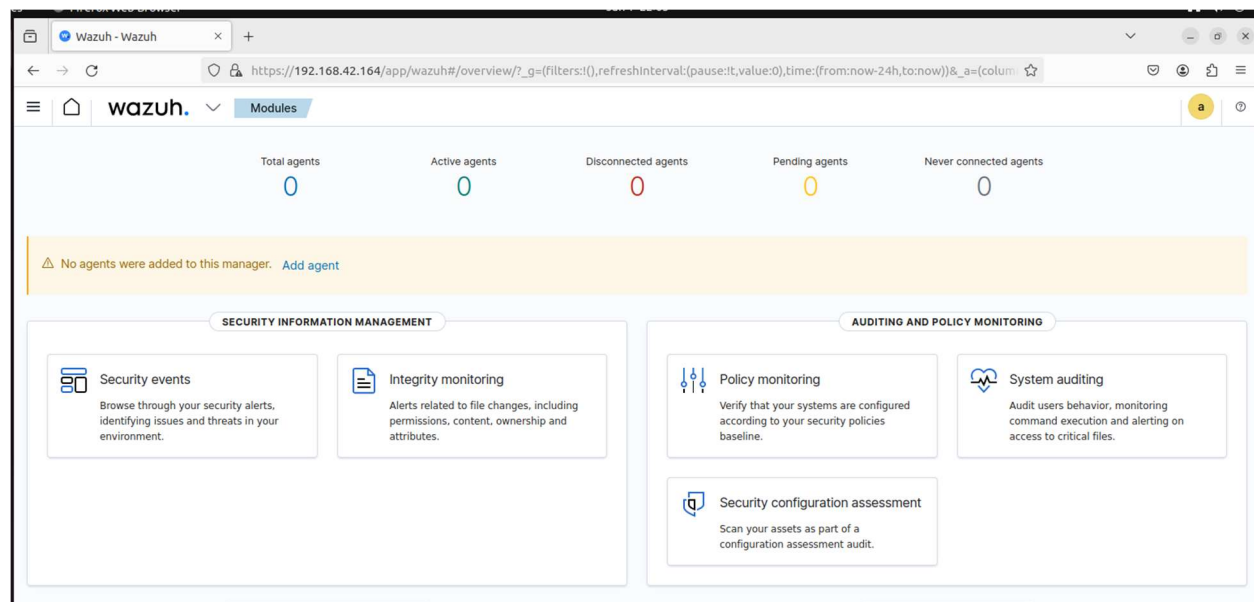 Firefox Web Browser
Wazuh - Wazuh
https://192.168.42.164/app/wazuh#/overview/?_g=(filters:!(),refreshInterval:(pause:!t,value:0),time:(from:now-24h,to:now))&_a=(colum
wazuh. Modules a
Total agents Active agents Disconnected agents Pending agents Never connected agents
0 0 0 0 0
No agents were added to this manager. Add agent
SECURITY INFORMATION MANAGEMENT
Security events
Browse through your security alerts,
identifying issues and threats in your
environment.
Integrity monitoring
Alerts related to file changes, including
permissions, content, ownership and
attributes.
AUDITING AND POLICY MONITORING
Policy monitoring
Verify that your systems are configured
according to your security policies
baseline.
System auditing
Audit users behavior, monitoring
command execution and alerting on
access to critical files.
Security configuration assessment
Scan your assets as part of a
configuration assessment audit.